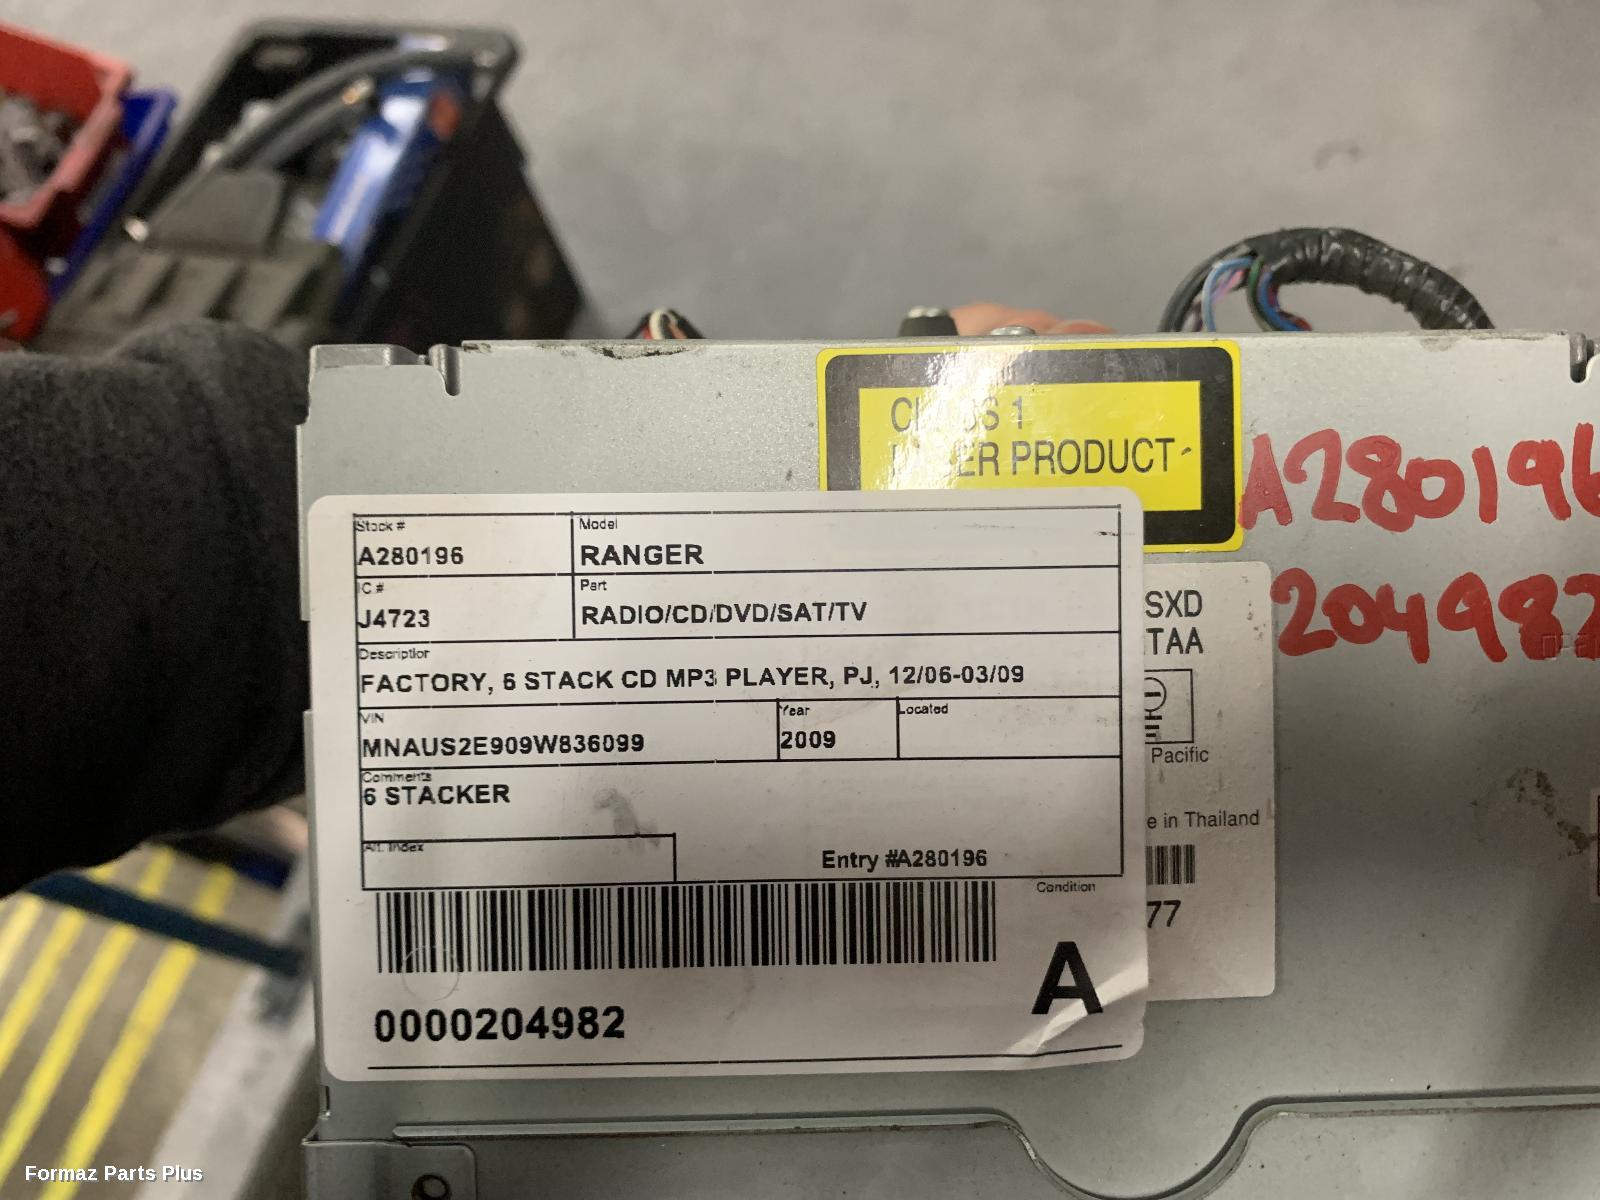 CLASS 1
LASER PRODUCT
A280196
204982
Stock #
A280196
Model
RANGER
IC #
J4723
Part
RADIO/CD/DVD/SAT/TV
Description
FACTORY, 6 STACK CD MP3 PLAYER, PJ, 12/06-03/09
VIN
MNAUS2E909W836099
Year
2009
Located
Comments
6 STACKER
Alt. Index
Entry #A280196
Condition
A
0000204982
SXD
TAA
Pacific
e in Thailand
77
Formaz Parts Plus